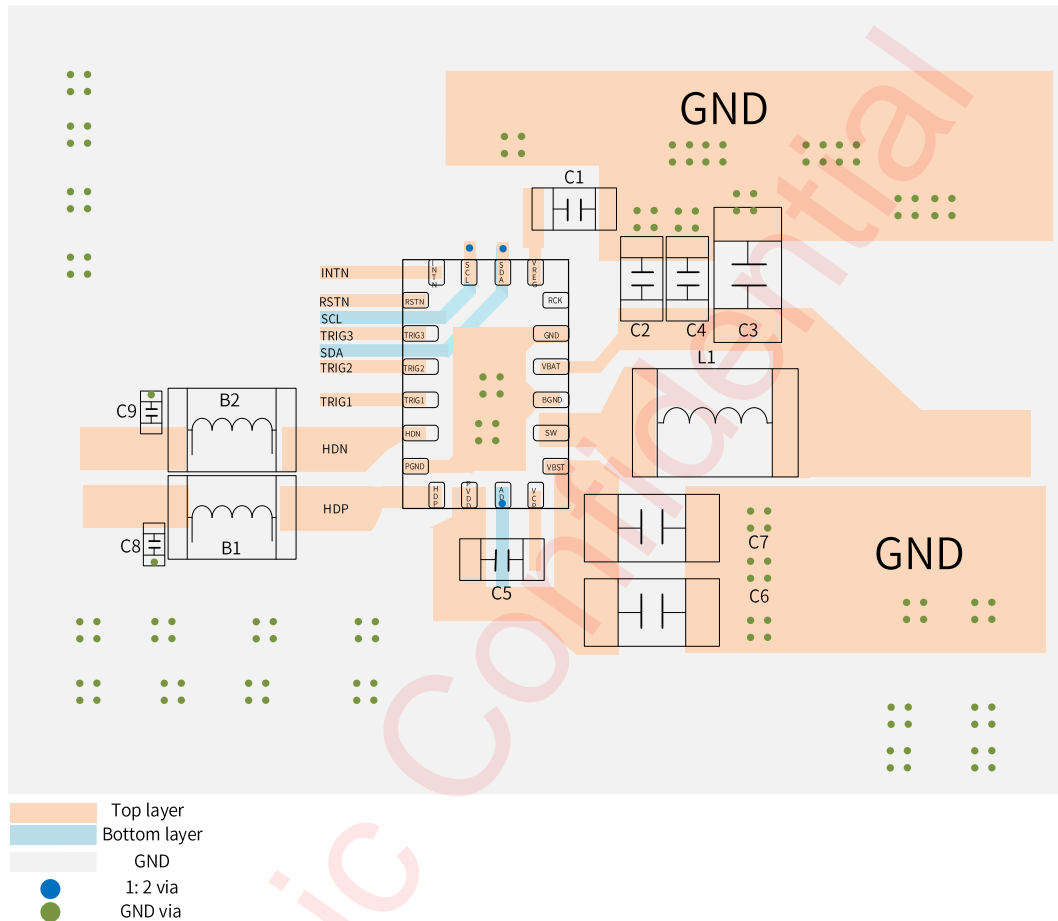 GND
C1
INTN
SCL
SDA
VREG
INTN
RSTN
SCL
TRIG3
SDA
TRIG2
TRIG1
RSTN
RCK
TRIG3
GND
TRIG2
VBAT
TRIG1
BGND
HDN
SW
PGND
VBST
HDP
PVDD
AD
VCP
C2
C4
C3
L1
C9
B2
HDN
HDP
C8
B1
C5
C7
C6
GND
Confidential
ic
Top layer
Bottom layer
GND
1: 2 via
GND via